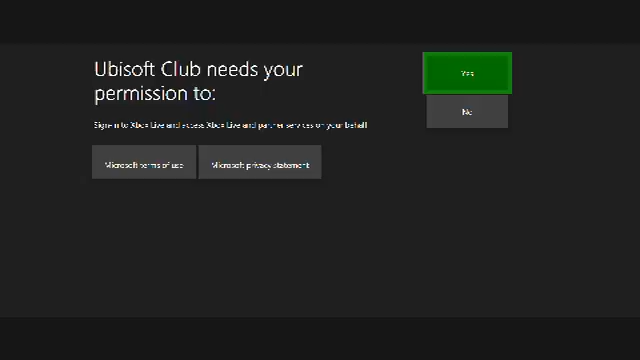 Ubisoft Club needs your
permission to:
Sign-in to Xbox Live and access Xbox Live and partner services on your behalf
Microsoft terms of use
Microsoft privacy statement
Yes
No